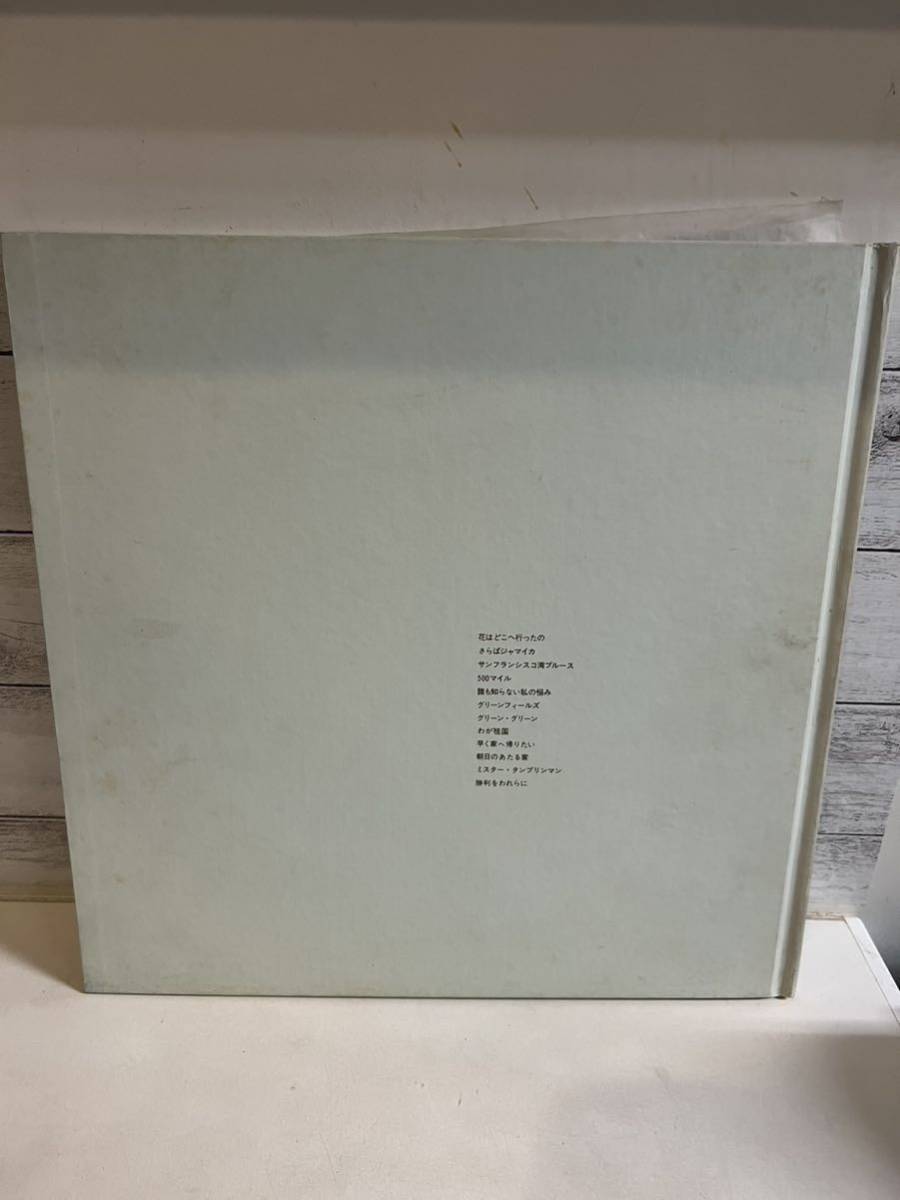 花はどこへ行ったの
さらばジャマイカ
サンフランシスコ湾ブルース
500マイル
誰も知らない私の悩み
グリーンフィールズ
グリーン・グリーン
わが祖国
早く家へ帰りたい
朝日のあたる家
ミスター・タンブリンマン
勝利をわれらに